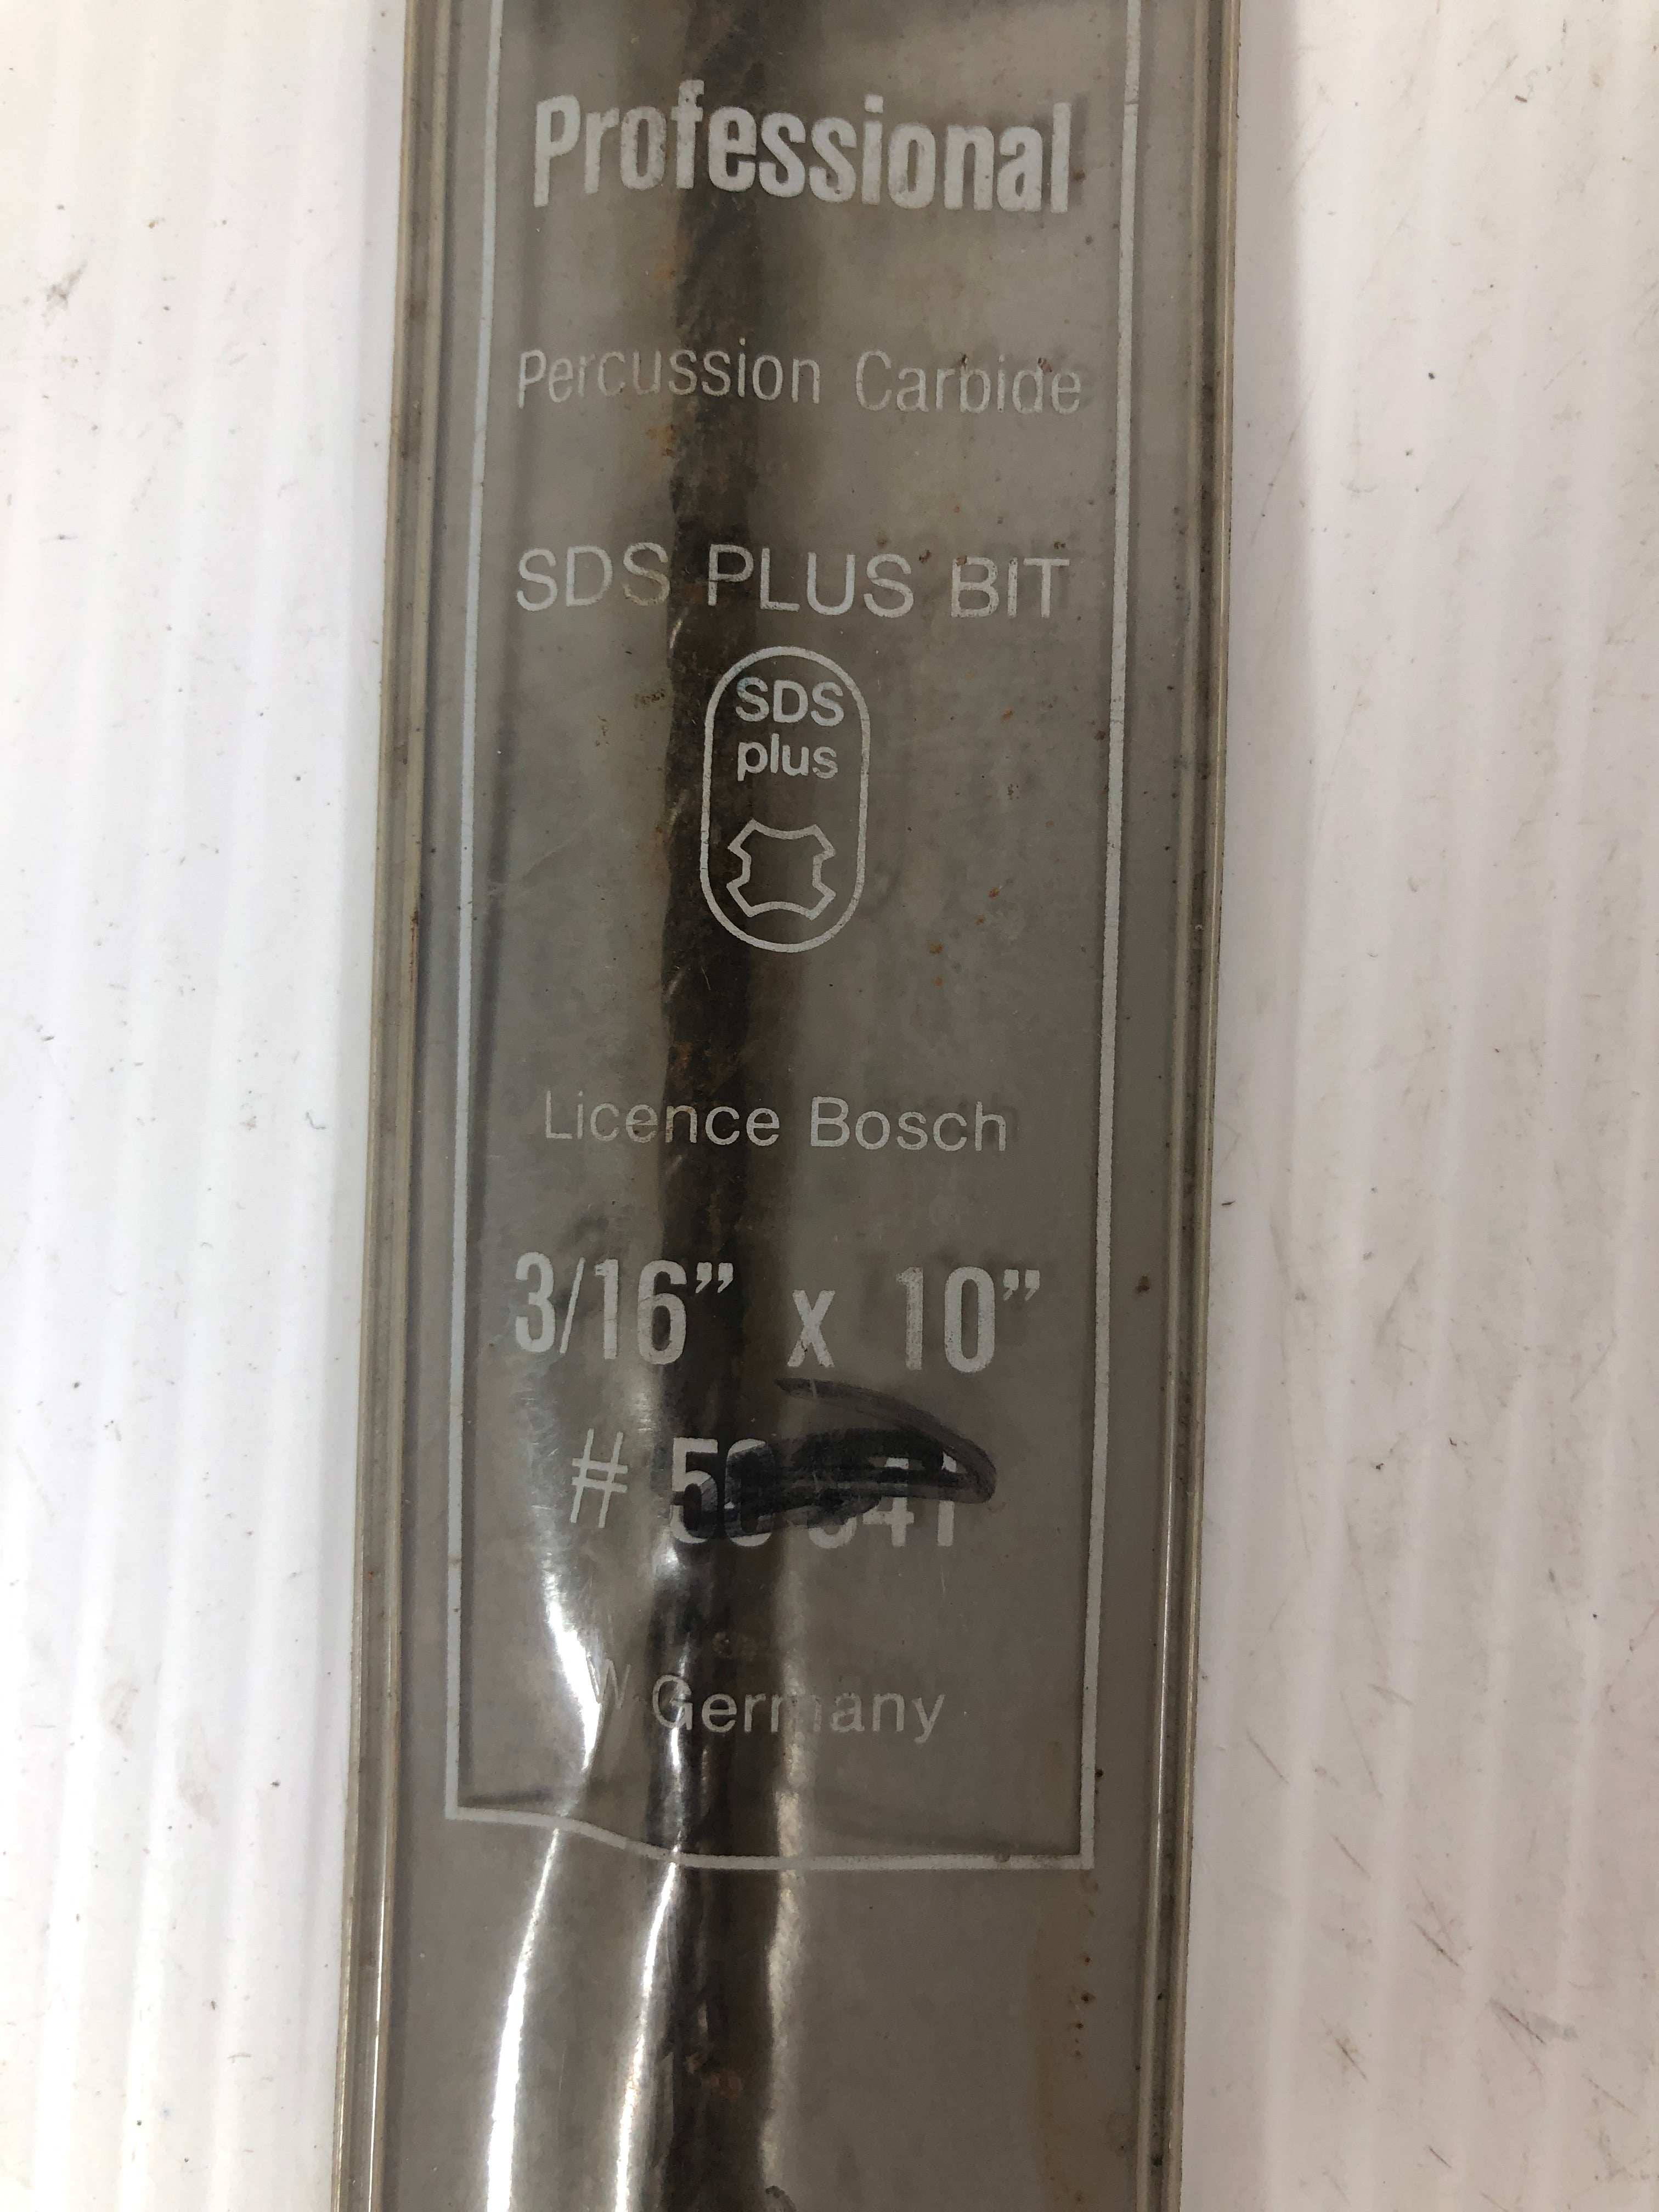 Professional
Percussion Carbide
SDS PLUS BIT
SDS
plus
Licence Bosch
3/16” x 10”
#
W Germany